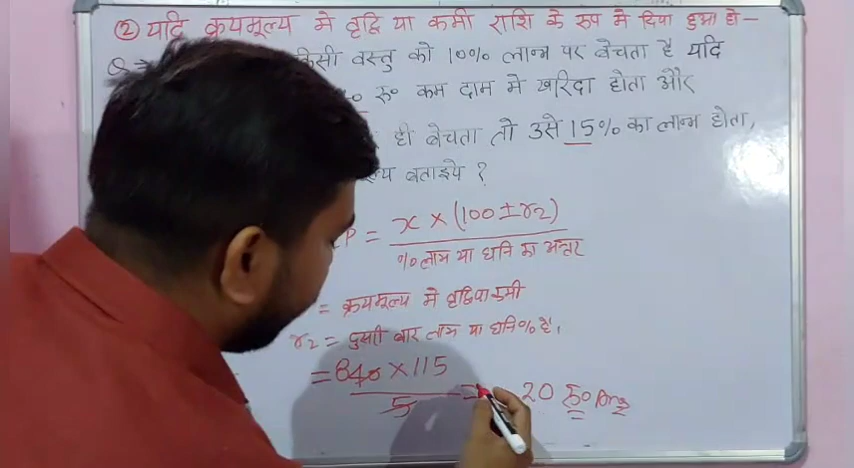 ② यदि क्रयमूल्य मे वृद्धि या कमी राशि के रूप मे दिया हुआ हो —
वस्तु को 10% लाभ पर बेचता है यदि
रु० कम दाम मे खरिदा होता और
ही बेचता तो उसे 15% का लाभ होता,
बताइये ?
= x × (100 ± r2)
% लाभ या हानि का अन्तर
= क्रयमूल्य मे वृद्धि या कमी
r2 = दुसरी बार लाभ या हानि % है।
= 840 × 115
5
= 20 रु० Ans